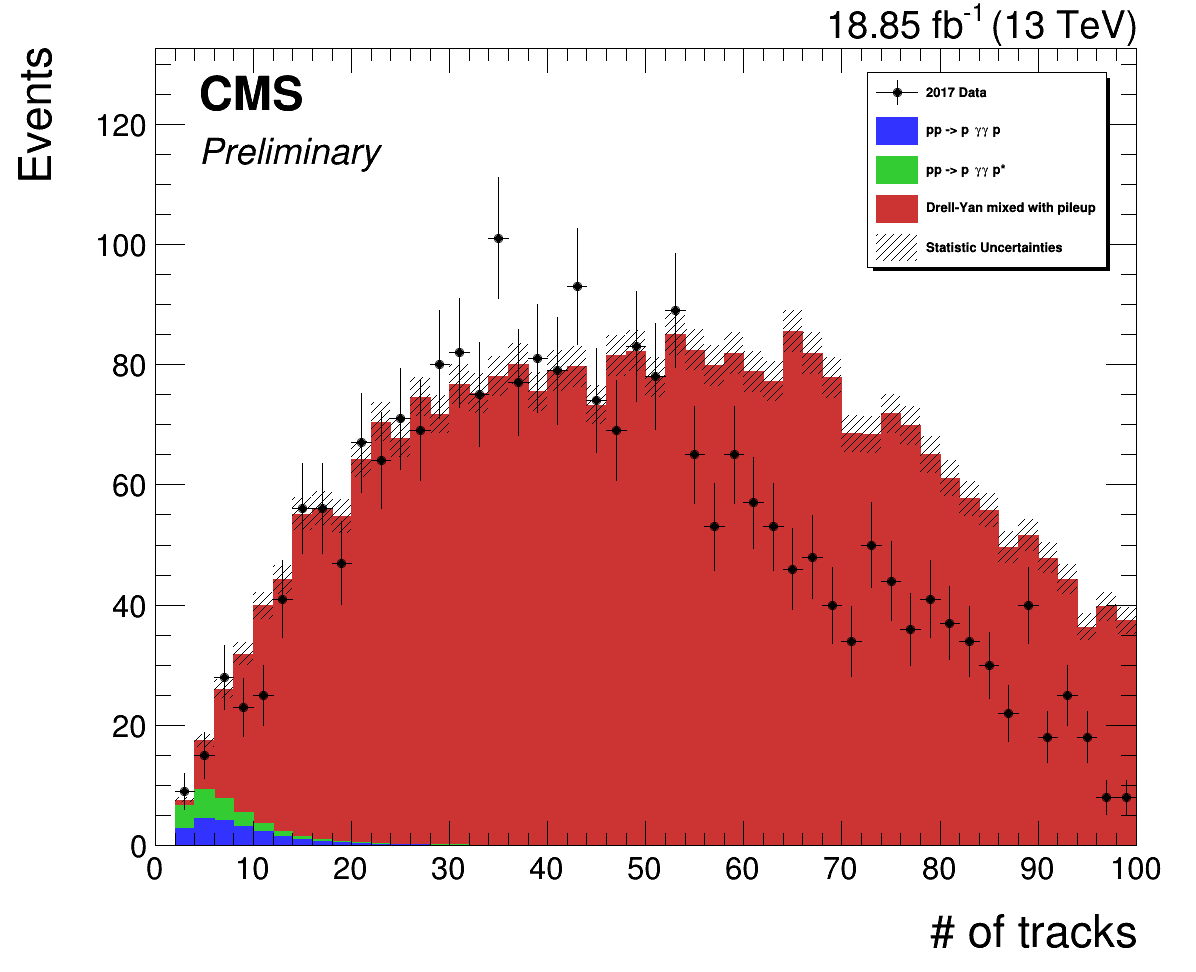 18.85 fb⁻¹ (13 TeV)
Events
CMS
Preliminary
2017 Data
pp -> p γγ p
pp -> p γγ p*
Drell-Yan mixed with pileup
Statistic Uncertainties
120
100
80
60
40
20
0
0 10 20 30 40 50 60 70 80 90 100
# of tracks